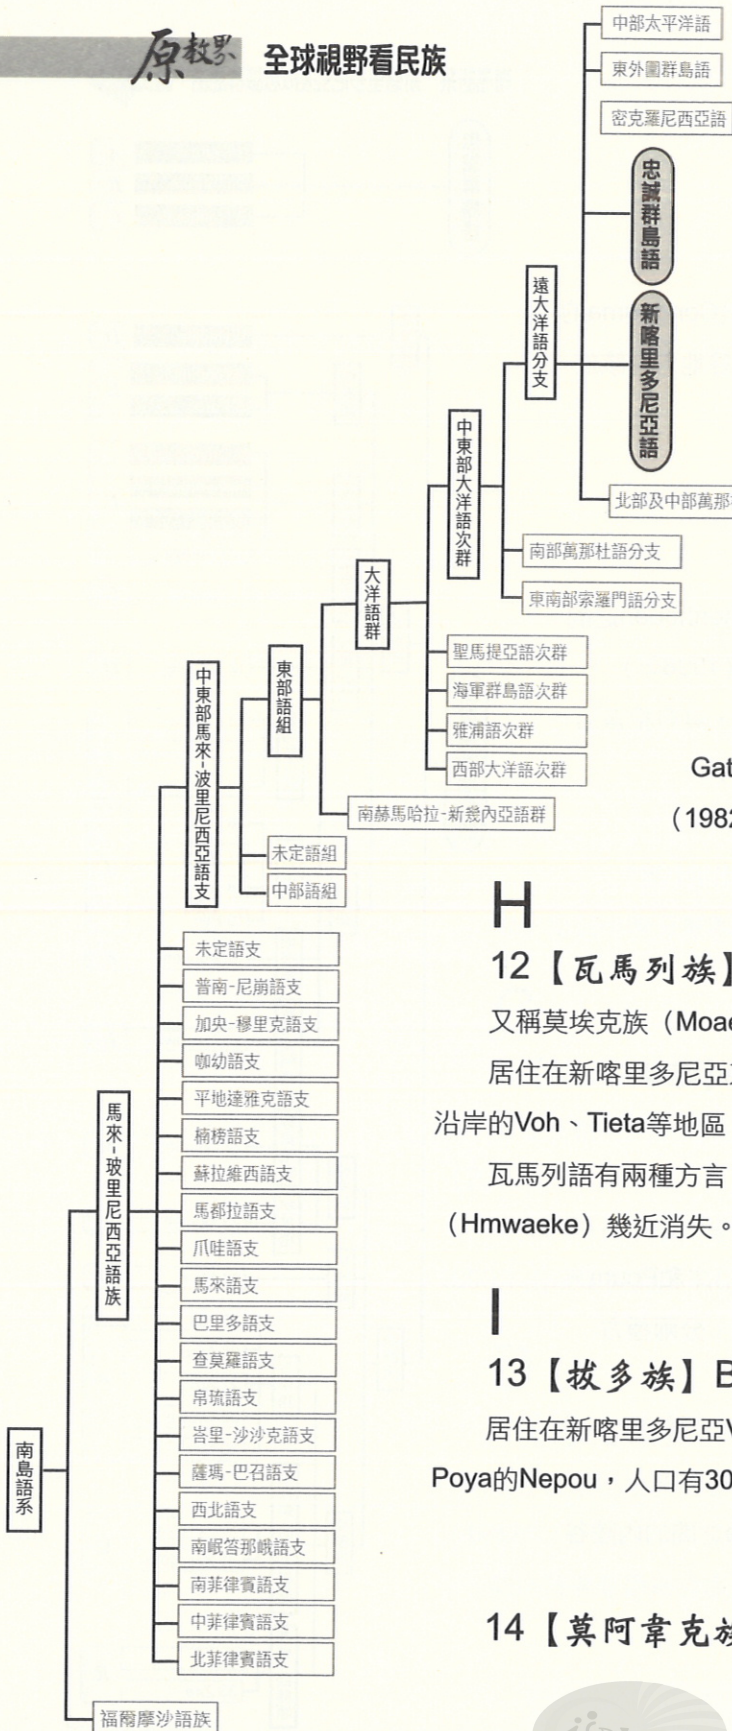 原教界 全球視野看民族
中部太平洋語
東外圍群島語
密克羅尼西亞語
忠誠群島語
新喀里多尼亞語
北部及中部萬那
遠大洋語分支
南部萬那杜語分支
東南部索羅門語分支
中東部大洋語次群
聖馬提亞語次群
海軍群島語次群
雅浦語次群
西部大洋語次群
大洋語群
南赫馬哈拉-新幾內亞語群
東部語組
未定語組
中部語組
中東部馬來-波里尼西亞語支
未定語支
普南-尼崩語支
加央-穆里克語支
咖幼語支
平地達雅克語支
楠榜語支
蘇拉維西語支
馬都拉語支
爪哇語支
馬來語支
巴里多語支
查莫羅語支
帛琉語支
峇里-沙沙克語支
薩瑪-巴召語支
西北語支
南岷答那峨語支
南菲律賓語支
中菲律賓語支
北菲律賓語支
馬來-玻里尼西亞語族
南島語系
福爾摩沙語族
Gat
（1982
H
12【瓦馬列族】
又稱莫埃克族（Moae
居住在新喀里多尼亞
沿岸的Voh、Tieta等地區
瓦馬列語有兩種方言
（Hmwaeke）幾近消失。
I
13【拔多族】B
居住在新喀里多尼亞V
Poya的Nepou，人口有30
14【莫阿韋克族